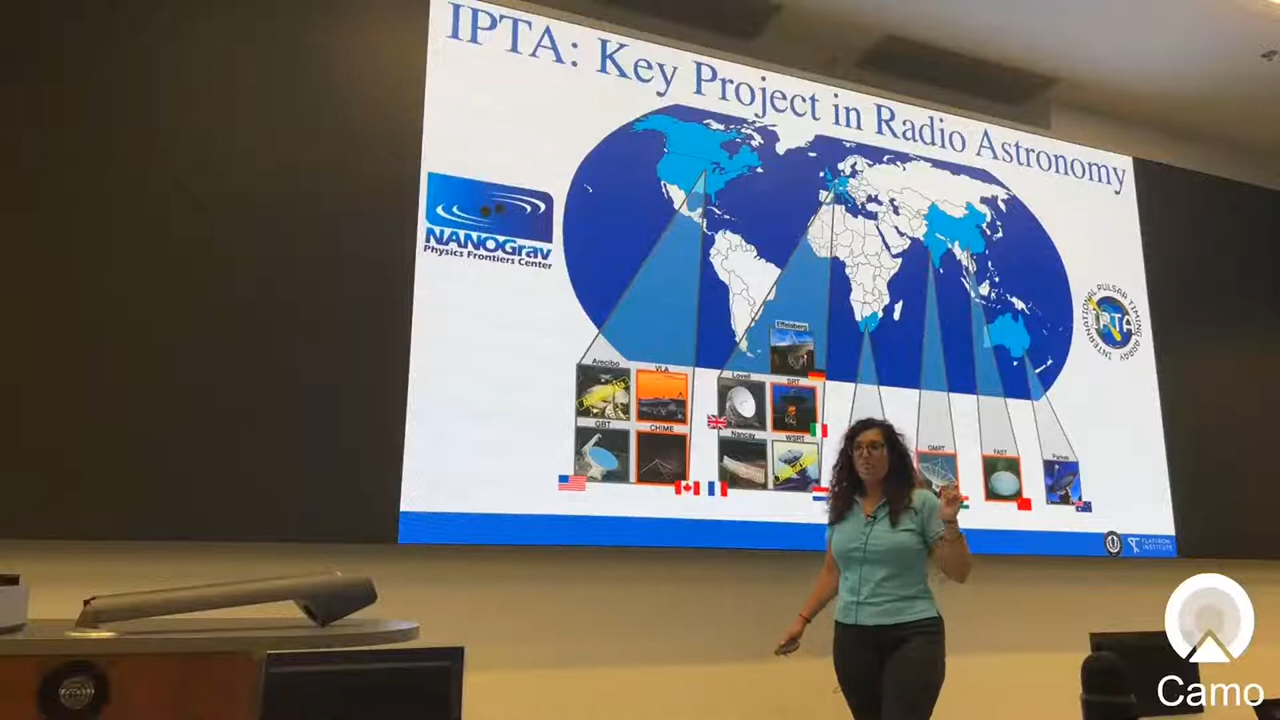 IPTA: Key Project in Radio Astronomy
NANOGrav
Physics Frontiers Center
INTERNATIONAL PULSAR TIMING ARRAY
IPTA
Effelsberg
Arecibo
VLA
Lovell
SRT
GBT
CHIME
Nancay
WSRT
GMRT
FAST
Parkes
FLATIRON
INSTITUTE
Camo